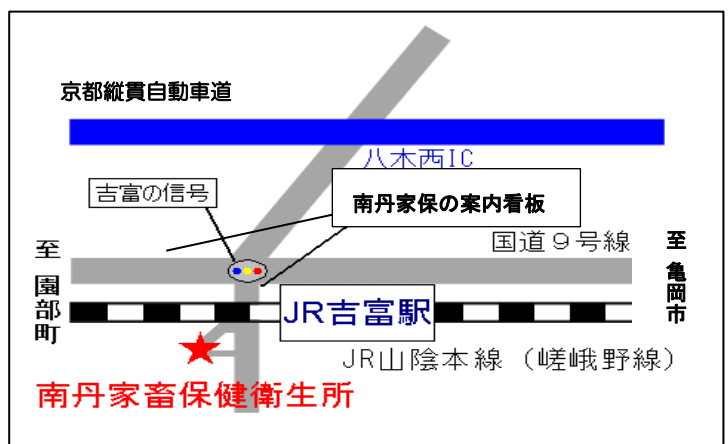 京都縦貫自動車道
八木西IC
吉富の信号
南丹家保の案内看板
国道９号線
至 園部町
至 亀岡市
JR吉富駅
JR山陰本線（嵯峨野線）
南丹家畜保健衛生所